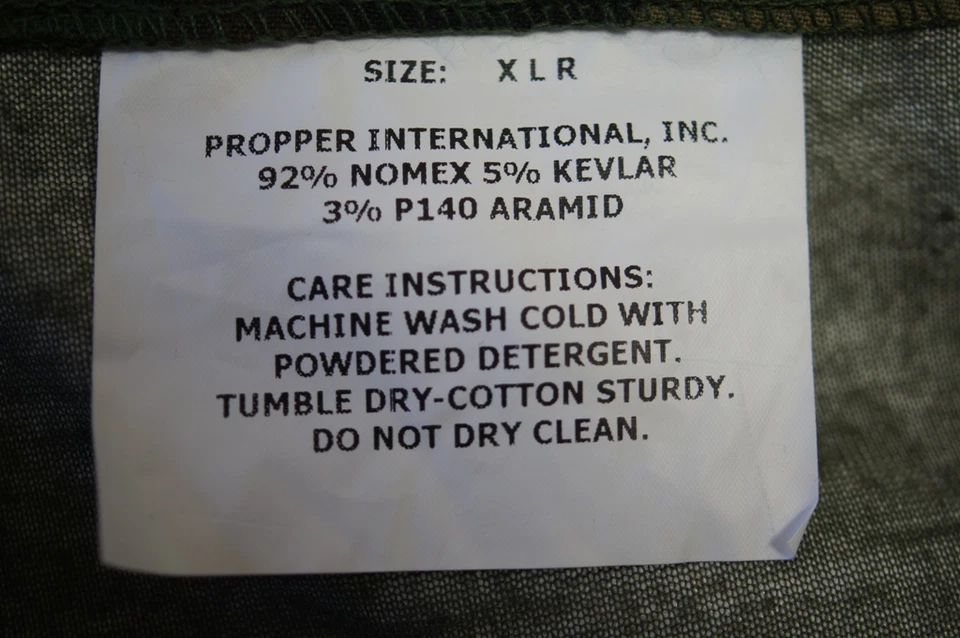 SIZE: XLR
PROPPER INTERNATIONAL, INC.
92% NOMEX 5% KEVLAR
3% P140 ARAMID
CARE INSTRUCTIONS:
MACHINE WASH COLD WITH
POWDERED DETERGENT.
TUMBLE DRY-COTTON STURDY.
DO NOT DRY CLEAN.